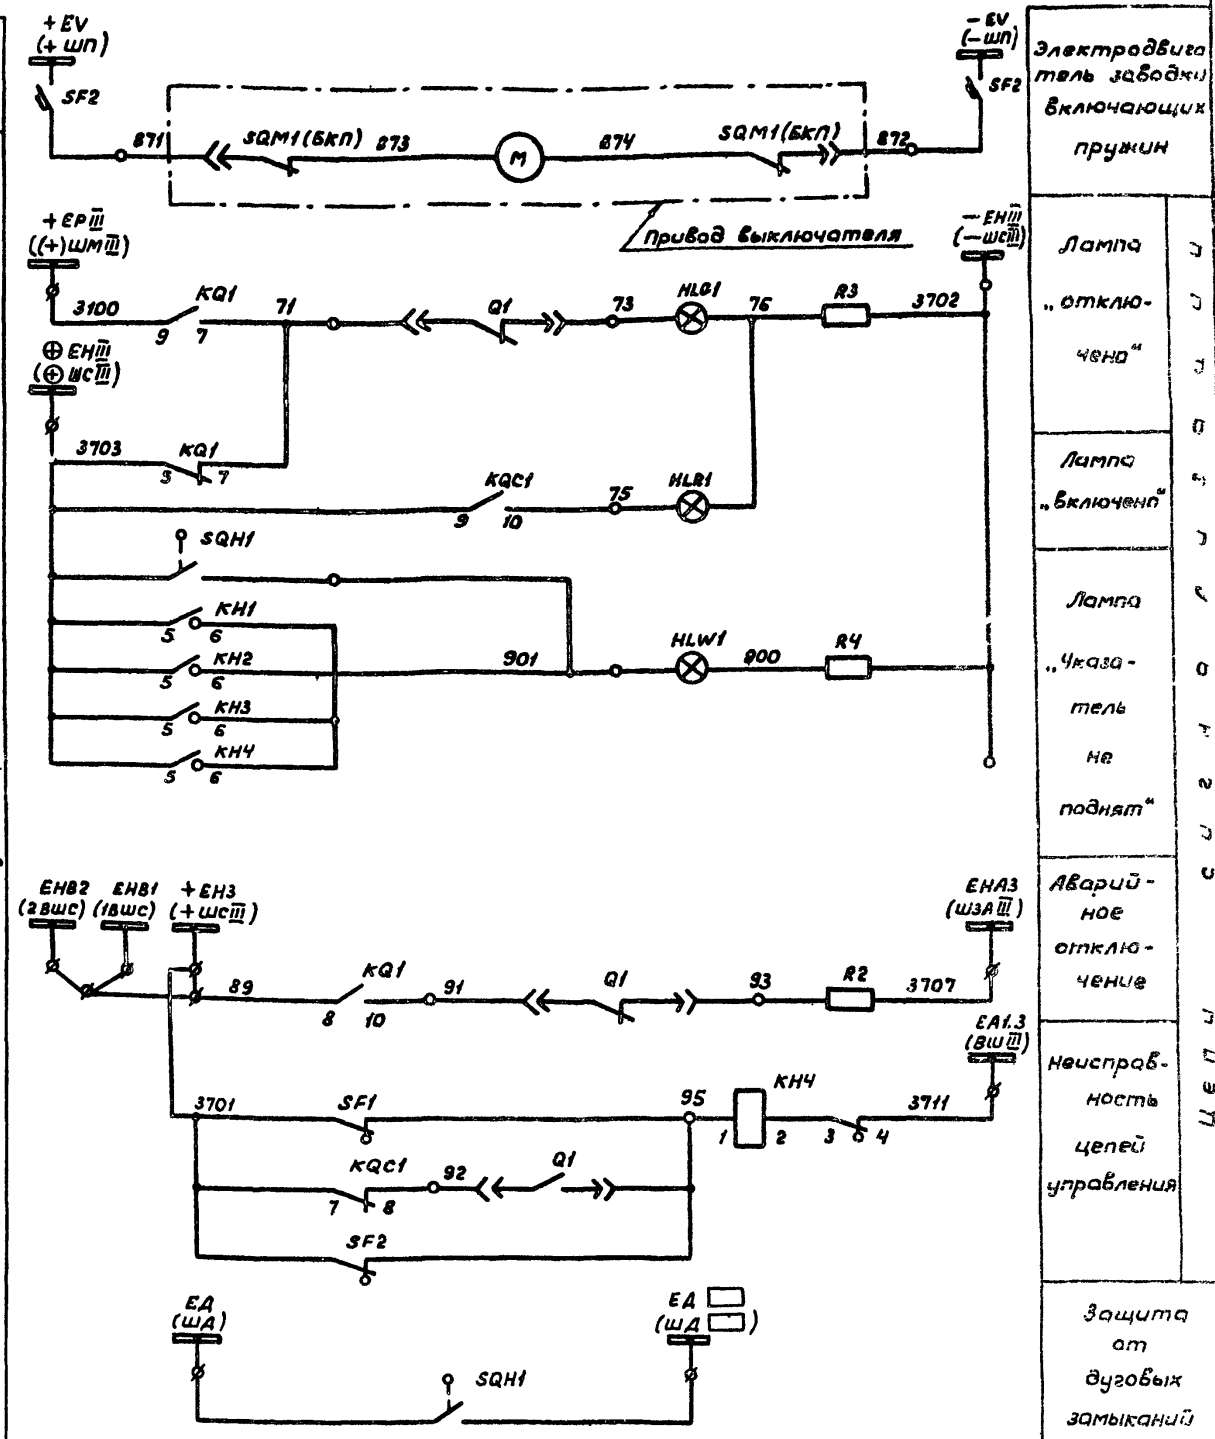 + EV
(+ ШП)
SF2
871
SQM1(БКП)
873
M
874
SQM1(БКП)
872
- EV
(-ШП)
SF2
Электродвига
тель заводки
включающих
пружин
Привод выключателя
+ EPIII
((+)ШМIII)
3100
KQ1
9
7
71
Q1
73
HLG1
76
R3
3702
- EHIII
(-ШСIII)
Лампа
„отклю-
чено"
⊕ EHIII
(⊕ ШСIII)
3703
KQ1
7
KQC1
9
10
75
HLR1
Лампа
„включено"
SQH1
KH1
5
6
KH2
5
6
901
HLW1
900
R4
KH3
5
6
KH4
5
6
Лампа
„Указа-
тель
не
поднят"
EHB2
(2ВШС)
EHB1
(1ВШС)
+ EH3
(+ШСIII)
89
KQ1
8
10
91
Q1
93
R2
3707
EHA3
(ШЗАIII)
Аварий-
ное
отклю-
чение
EA1.3
(ВШIII)
3701
SF1
95
KH4
1
2
3
4
3711
KQC1
7
8
92
Q1
SF2
Неисправ-
ность
цепей
управления
ЕД
(ШД)
ЕД
(ШД )
SQH1
Защита
от
дуговых
замыканий